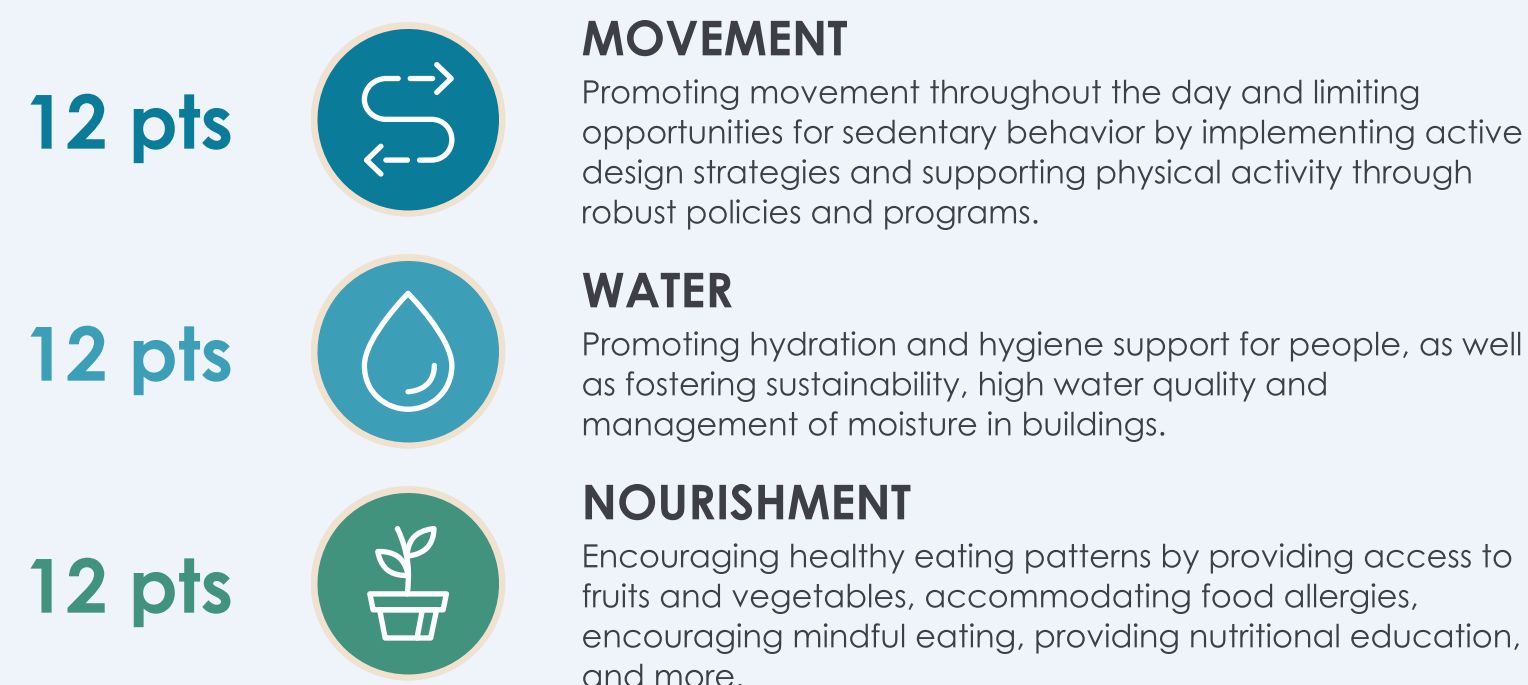 12 pts
MOVEMENT
Promoting movement throughout the day and limiting
opportunities for sedentary behavior by implementing active
design strategies and supporting physical activity through
robust policies and programs.
12 pts
WATER
Promoting hydration and hygiene support for people, as well
as fostering sustainability, high water quality and
management of moisture in buildings.
12 pts
NOURISHMENT
Encouraging healthy eating patterns by providing access to
fruits and vegetables, accommodating food allergies,
encouraging mindful eating, providing nutritional education,
and more.